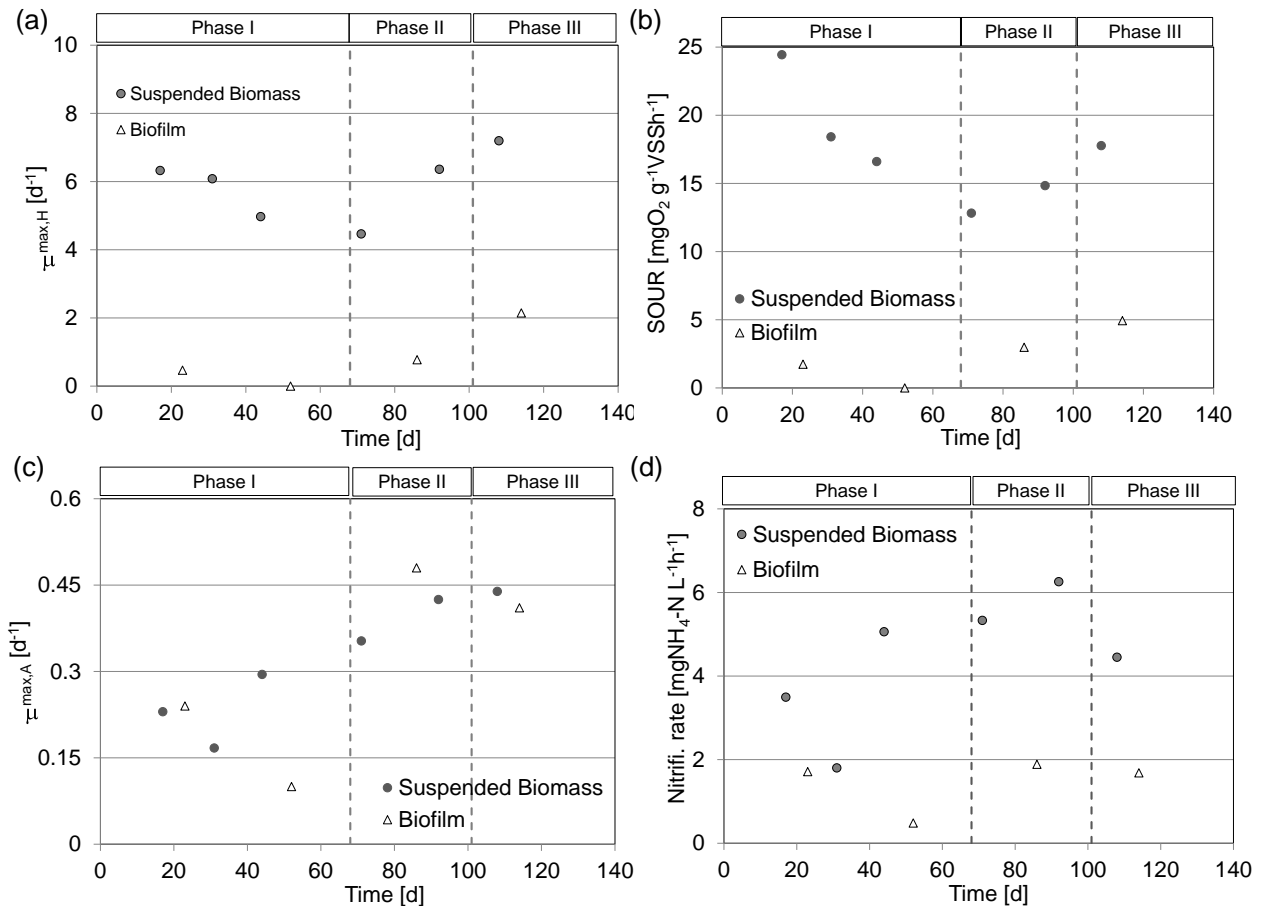 (a)
Phase I Phase II Phase III
10
8
6
4
2
0
Suspended Biomass
Biofilm
μmax,H [d-1]
0 20 40 60 80 100 120 140
Time [d]
(b)
Phase I Phase II Phase III
25
20
15
10
5
0
Suspended Biomass
Biofilm
SOUR [mgO2 g-1VSSh-1]
0 20 40 60 80 100 120 140
Time [d]
(c)
Phase I Phase II Phase III
0.6
0.45
0.3
0.15
0
Suspended Biomass
Biofilm
μmax,A [d-1]
0 20 40 60 80 100 120 140
Time [d]
(d)
Phase I Phase II Phase III
8
6
4
2
0
Suspended Biomass
Biofilm
Nitrifi. rate [mgNH4-N L-1h-1]
0 20 40 60 80 100 120 140
Time [d]